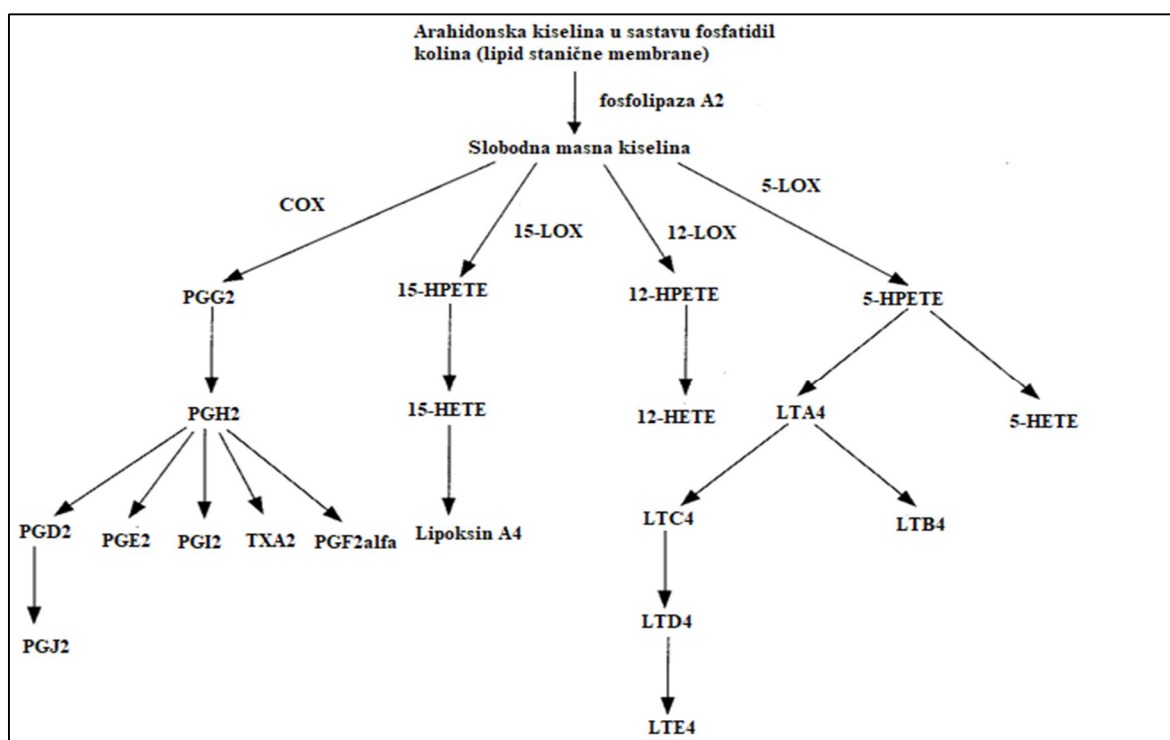 Arahidonska kiselina u sastavu fosfatidil
kolina (lipid stanične membrane)
fosfolipaza A2
Slobodna masna kiselina
COX
15-LOX
12-LOX
5-LOX
PGG2
15-HPETE
12-HPETE
5-HPETE
PGH2
15-HETE
12-HETE
LTA4
5-HETE
PGD2
PGE2
PGI2
TXA2
PGF2alfa
Lipoksin A4
LTC4
LTB4
PGJ2
LTD4
LTE4